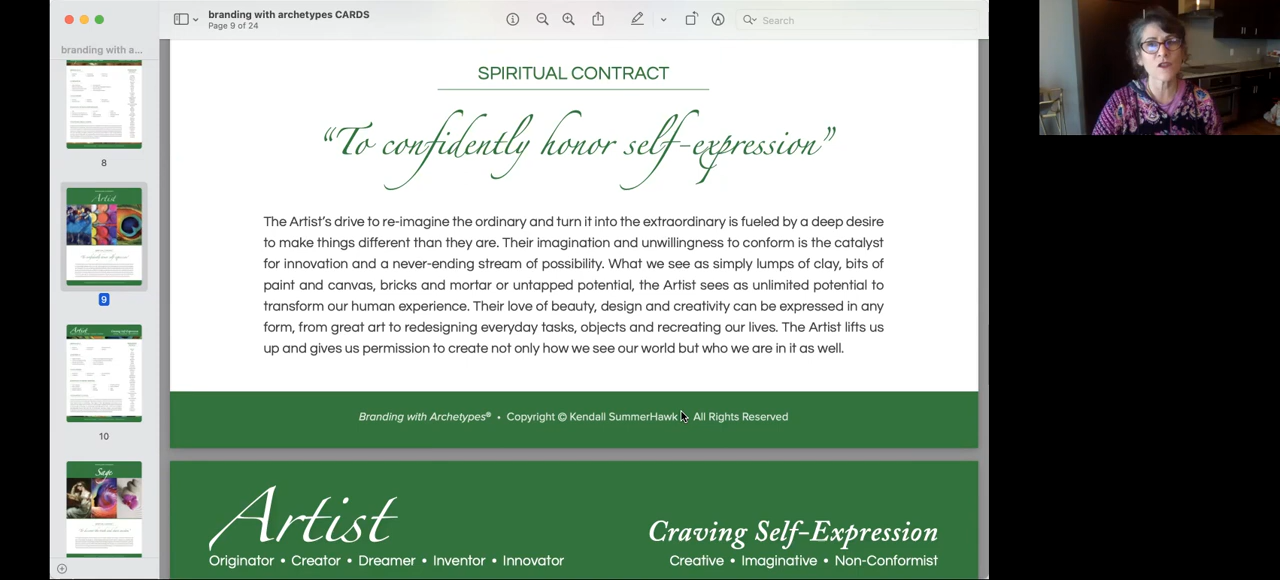 branding with archetypes CARDS
Page 9 of 24
Search
branding with a...
8
Artist
9
Artist
10
Sage
SPIRITUAL CONTRACT
“To confidently honor self-expression”
The Artist’s drive to re-imagine the ordinary and turn it into the extraordinary is fueled by a deep desire
to make things different than they are. Their imagination and unwillingness to conform is the catalyst
for innovation and a never-ending stream of possibility. What we see as simply lumps of clay, bits of
paint and canvas, bricks and mortar or untapped potential, the Artist sees as unlimited potential to
transform our human experience. Their love of beauty, design and creativity can be expressed in any
form, from great art to redesigning everyday tasks, objects and recreating our lives. The Artist lifts us
up and gives us permission to create not just how we see our world but who we are in it as well.
Branding with Archetypes® • Copyright © Kendall SummerHawk All Rights Reserved
Artist
Craving Self-Expression
Originator • Creator • Dreamer • Inventor • Innovator
Creative • Imaginative • Non-Conformist